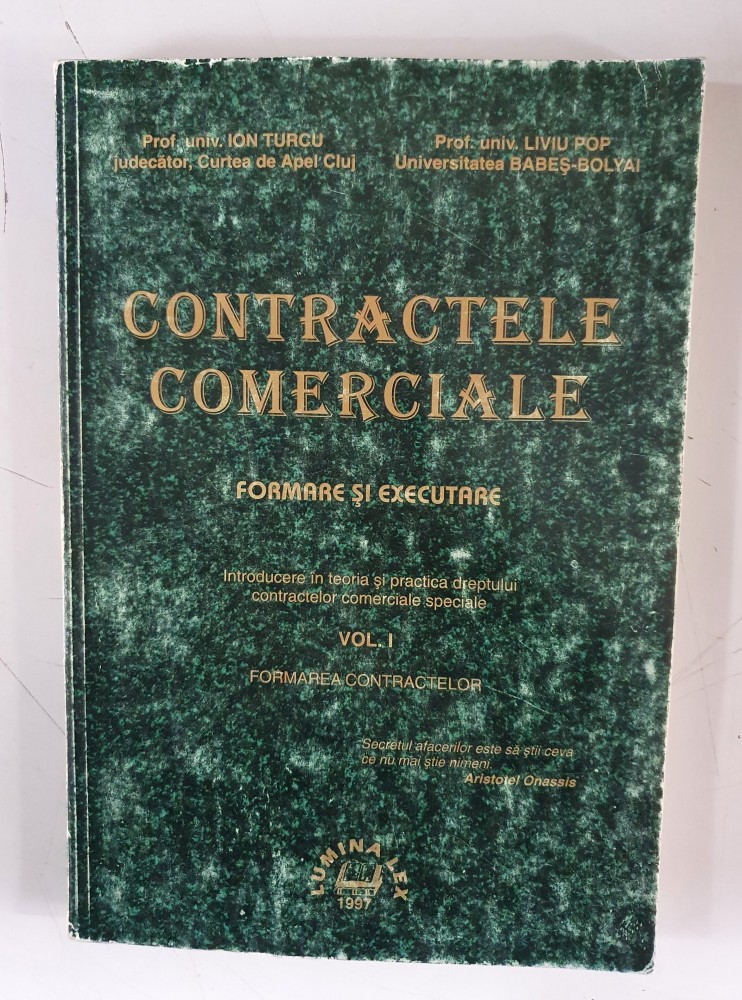 Prof. univ. ION TURCU
judecător, Curtea de Apel Cluj
Prof. univ. LIVIU POP
Universitatea BABEŞ-BOLYAI
CONTRACTELE
COMERCIALE
FORMARE ŞI EXECUTARE
Introducere în teoria şi practica dreptului
contractelor comerciale speciale
VOL. I
FORMAREA CONTRACTELOR
Secretul afacerilor este să ştii ceva
ce nu mai ştie nimeni.
Aristotel Onassis
LUMINA LEX
1997